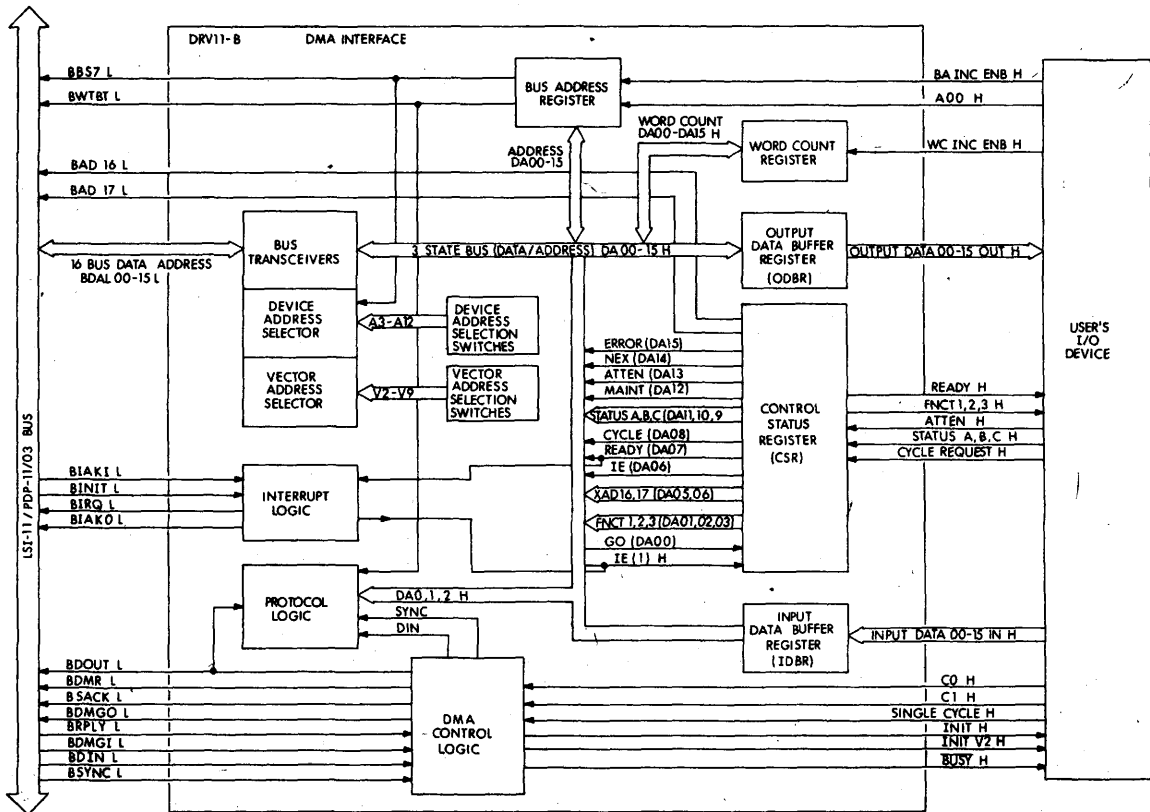 DRV11-B DMA INTERFACE
BBS7 L
BWTBT L
BAD 16 L
BAD 17 L
16 BUS DATA ADDRESS
BDAL 00-15 L
LSI-11 / PDP-11/03 BUS
BIAKI L
BINIT L
BIRQ L
BIAKO L
BDOUT L
BDMR L
BSACK L
BDMGO L
BRPLY L
BDMGI L
BDIN L
BSYNC L
BUS ADDRESS
REGISTER
ADDRESS
DA00-15
WORD COUNT
DA00-DA15 H
WORD COUNT
REGISTER
BUS
TRANSCEIVERS
3 STATE BUS (DATA/ADDRESS) DA 00-15 H
OUTPUT
DATA BUFFER
REGISTER
(ODBR)
DEVICE
ADDRESS
SELECTOR
A3-A12
DEVICE
ADDRESS
SELECTION
SWITCHES
VECTOR
ADDRESS
SELECTOR
V2-V9
VECTOR
ADDRESS
SELECTION
SWITCHES
ERROR (DA15)
NEX (DA14)
ATTEN (DA13
MAINT (DA12)
STATUS A,B,C (DA11,10,9
CYCLE (DA08)
READY (DA07)
IE (DA06)
XAD16,17 (DA05,06)
FNCT 1,2,3 (DA01,02,03)
GO (DA00)
IE (1) H
CONTROL
STATUS
REGISTER
(CSR)
INTERRUPT
LOGIC
PROTOCOL
LOGIC
DA0,1,2 H
SYNC
DIN
INPUT
DATA BUFFER
REGISTER
(IDBR)
DMA
CONTROL
LOGIC
BA INC ENB H
A00 H
WC INC ENB H
OUTPUT DATA 00-15 OUT H
READY H
FNCT 1,2,3 H
ATTEN H
STATUS A,B,C H
CYCLE REQUEST H
INPUT DATA 00-15 IN H
C0 H
C1 H
SINGLE CYCLE H
INIT H
INIT V2 H
BUSY H
USER'S
I/O
DEVICE